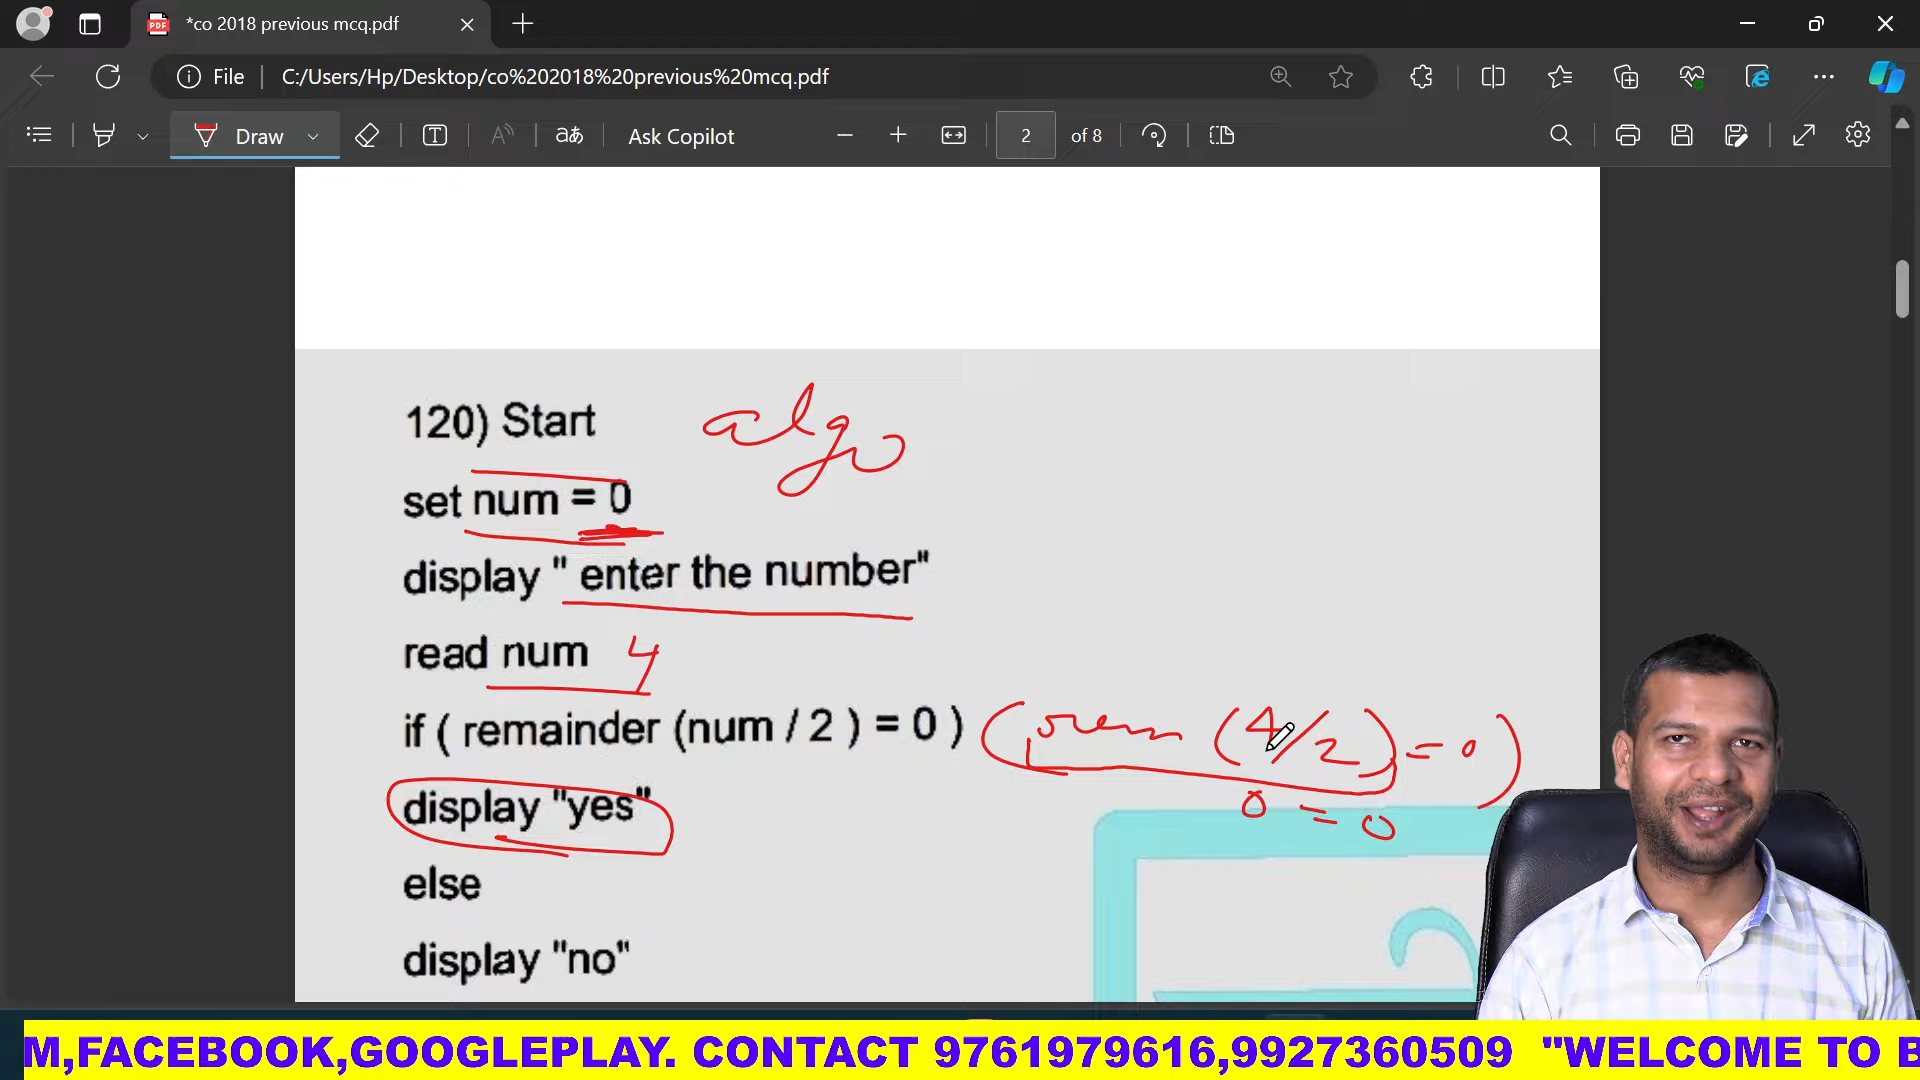 *co 2018 previous mcq.pdf
File C:/Users/Hp/Desktop/co%202018%20previous%20mcq.pdf
Draw Ask Copilot 2 of 8
120) Start algo
set num = 0
display " enter the number"
read num 4
if ( remainder (num / 2 ) = 0 ) (rem (4/2) = 0)
display "yes" 0 = 0
else
display "no"
M,FACEBOOK,GOOGLEPLAY. CONTACT 9761979616,9927360509 "WELCOME TO B